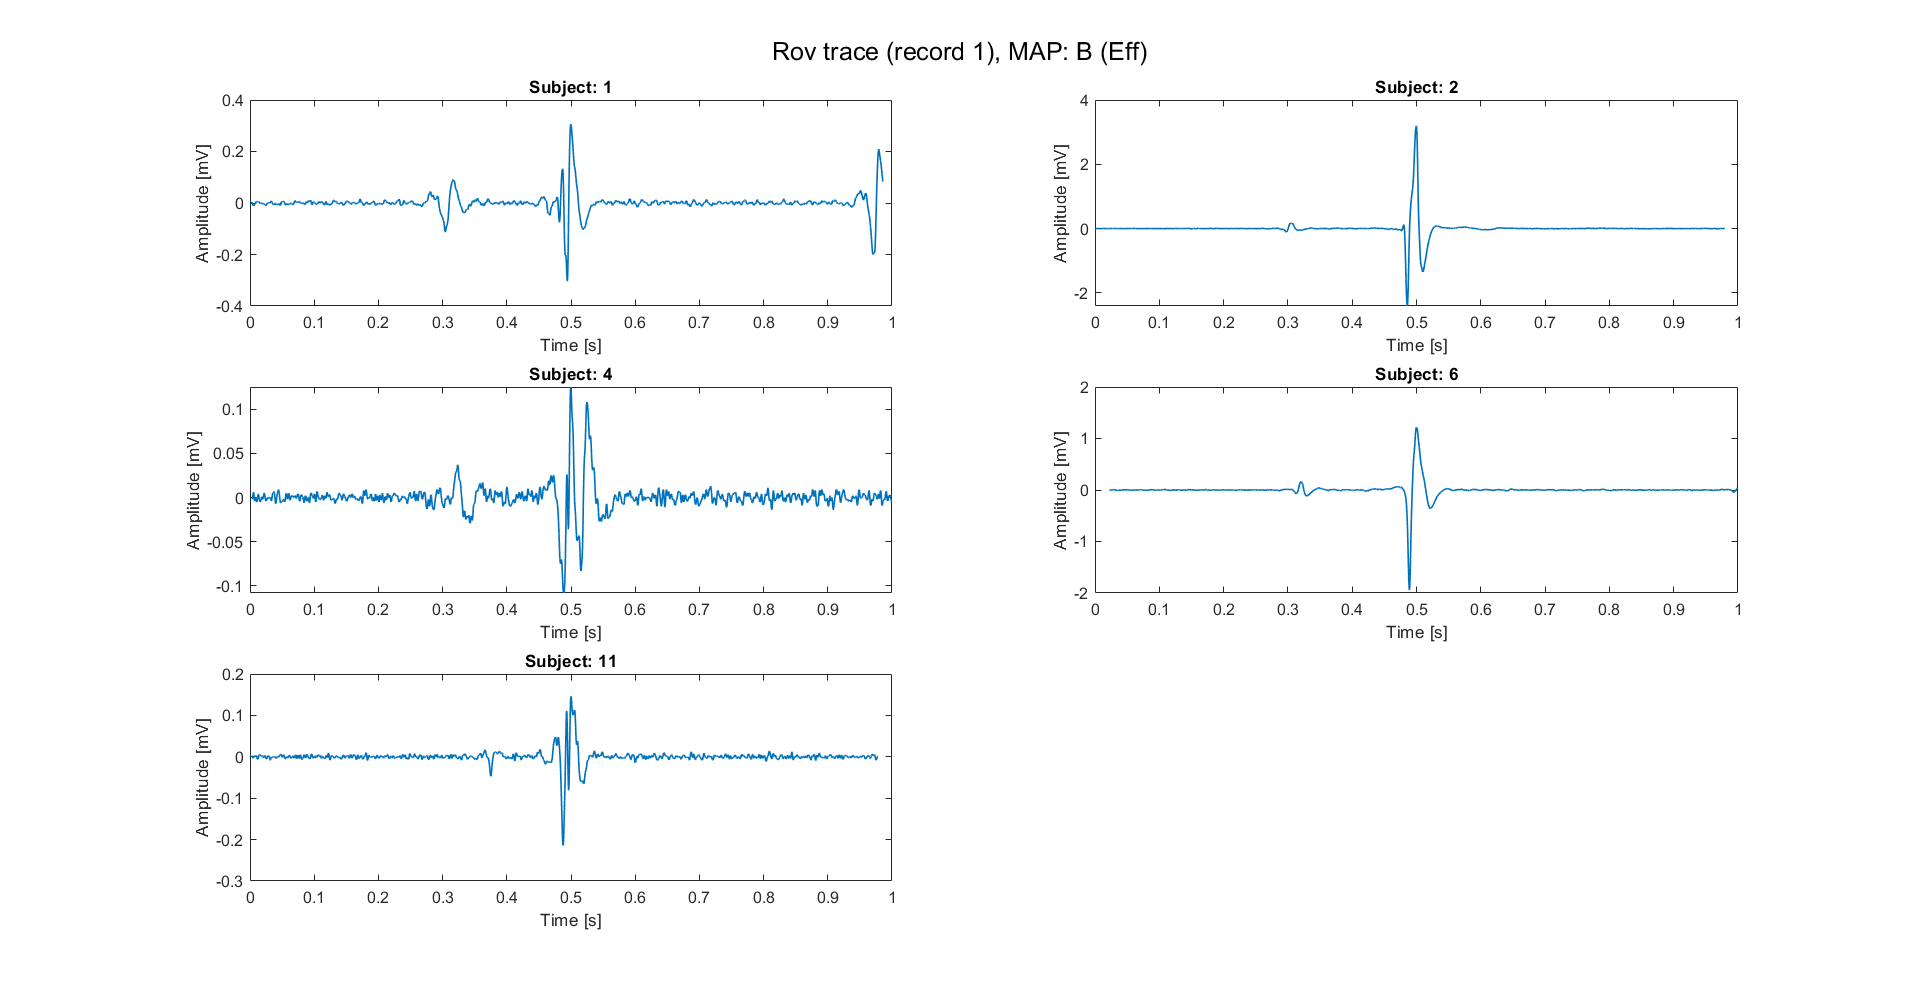 Rov trace (record 1), MAP: B (Eff)
Subject: 1
0.4
0.2
0
-0.2
-0.4
Amplitude [mV]
0 0.1 0.2 0.3 0.4 0.5 0.6 0.7 0.8 0.9 1
Time [s]
Subject: 2
4
2
0
-2
Amplitude [mV]
0 0.1 0.2 0.3 0.4 0.5 0.6 0.7 0.8 0.9 1
Time [s]
Subject: 4
0.1
0.05
0
-0.05
-0.1
Amplitude [mV]
0 0.1 0.2 0.3 0.4 0.5 0.6 0.7 0.8 0.9 1
Time [s]
Subject: 6
2
1
0
-1
-2
Amplitude [mV]
0 0.1 0.2 0.3 0.4 0.5 0.6 0.7 0.8 0.9 1
Time [s]
Subject: 11
0.2
0.1
0
-0.1
-0.2
-0.3
Amplitude [mV]
0 0.1 0.2 0.3 0.4 0.5 0.6 0.7 0.8 0.9 1
Time [s]